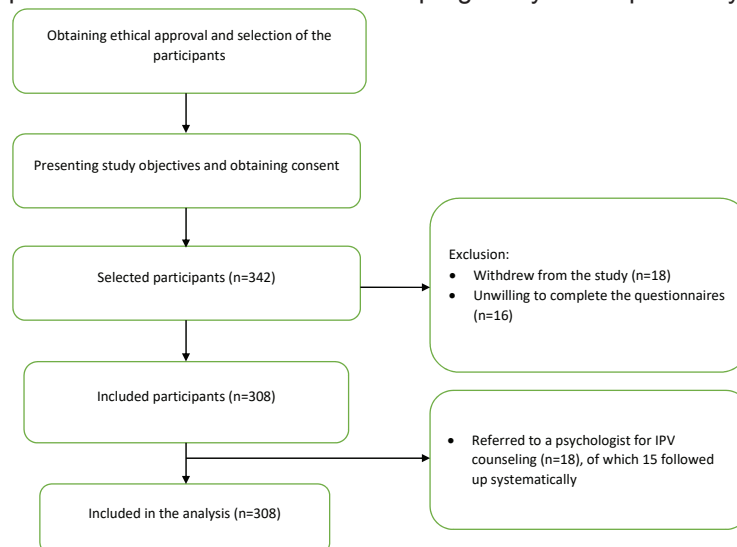 Obtaining ethical approval and selection of the
participants
Presenting study objectives and obtaining consent
Selected participants (n=342)
Exclusion:
• Withdrew from the study (n=18)
• Unwilling to complete the questionnaires
(n=16)
Included participants (n=308)
• Referred to a psychologist for IPV
counseling (n=18), of which 15 followed
up systematically
Included in the analysis (n=308)